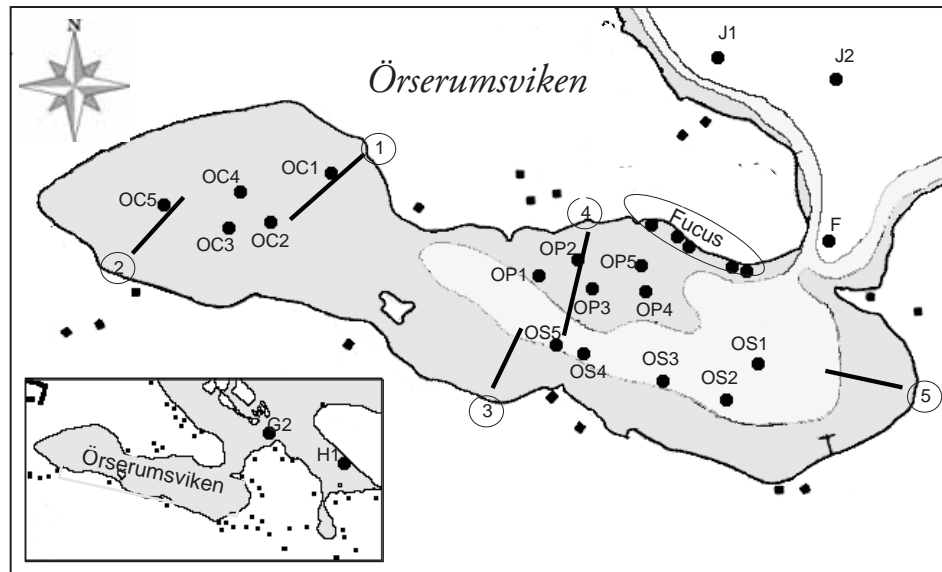 N
Örserumsviken
J1
J2
1
OC1
OC4
OC5
OC2
OC3
2
4
Fucus
F
OP2
OP5
OP1
OP3
OP4
OS5
OS4
OS3
OS1
OS2
3
5
G2
H1
Örserumsviken